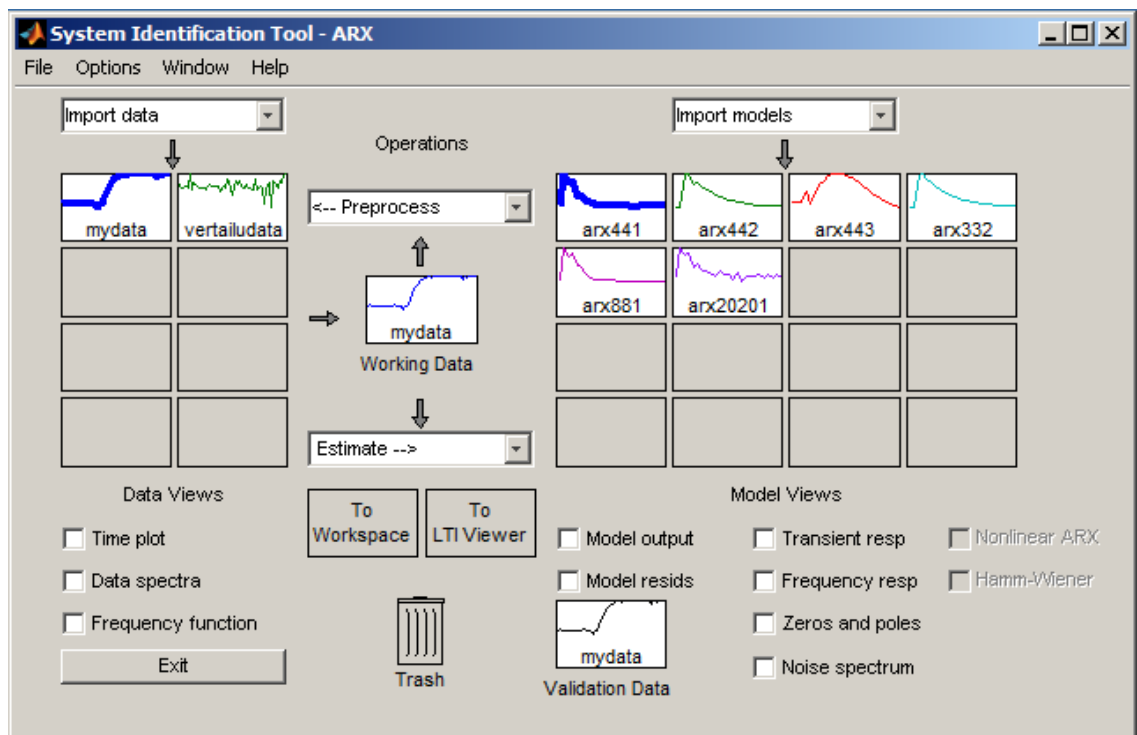 System Identification Tool - ARX
File Options Window Help
Import data
Import models
Operations
mydata
vertailudata
<-- Preprocess
arx441
arx442
arx443
arx332
arx881
arx20201
mydata
Working Data
Estimate -->
Data Views
Model Views
To
Workspace
To
LTI Viewer
Time plot
Data spectra
Frequency function
Exit
Trash
Model output
Model resids
mydata
Validation Data
Transient resp
Frequency resp
Zeros and poles
Noise spectrum
Nonlinear ARX
Hamm-Wiener